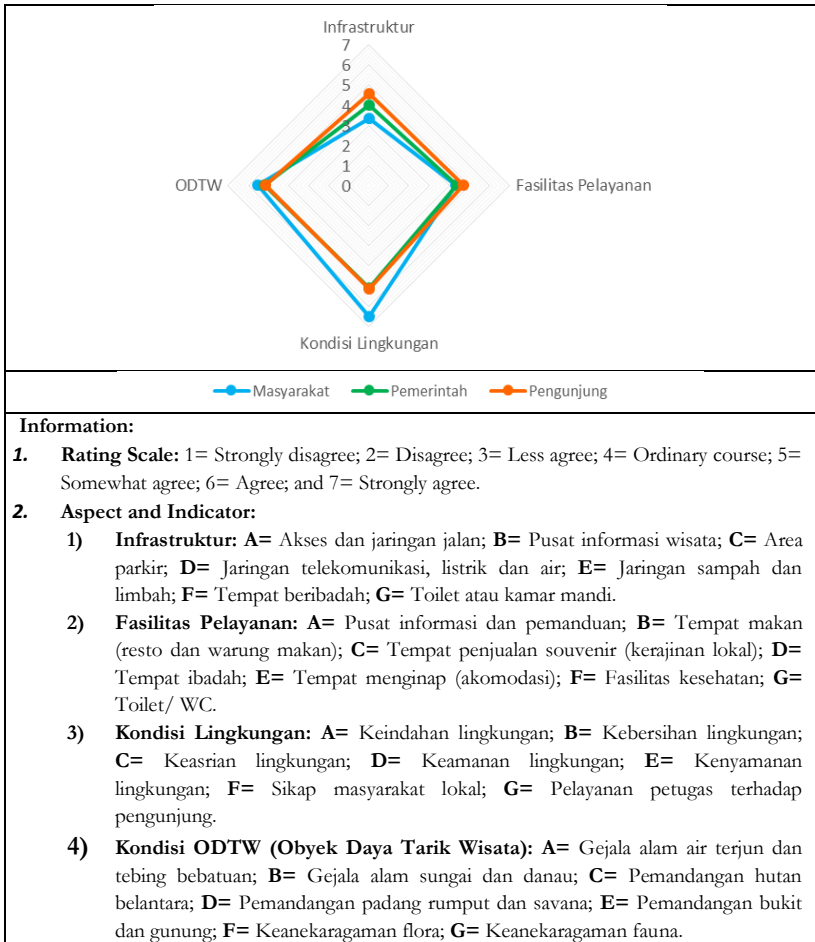 Infrastruktur
7
6
5
4
3
2
1
0
ODTW
Fasilitas Pelayanan
Kondisi Lingkungan
Masyarakat Pemerintah Pengunjung
Information:
1. Rating Scale: 1= Strongly disagree; 2= Disagree; 3= Less agree; 4= Ordinary course; 5=
Somewhat agree; 6= Agree; and 7= Strongly agree.
2. Aspect and Indicator:
1) Infrastruktur: A= Akses dan jaringan jalan; B= Pusat informasi wisata; C= Area
parkir; D= Jaringan telekomunikasi, listrik dan air; E= Jaringan sampah dan
limbah; F= Tempat beribadah; G= Toilet atau kamar mandi.
2) Fasilitas Pelayanan: A= Pusat informasi dan pemanduan; B= Tempat makan
(resto dan warung makan); C= Tempat penjualan souvenir (kerajinan lokal); D=
Tempat ibadah; E= Tempat menginap (akomodasi); F= Fasilitas kesehatan; G=
Toilet/ WC.
3) Kondisi Lingkungan: A= Keindahan lingkungan; B= Kebersihan lingkungan;
C= Keasrian lingkungan; D= Keamanan lingkungan; E= Kenyamanan
lingkungan; F= Sikap masyarakat lokal; G= Pelayanan petugas terhadap
pengunjung.
4) Kondisi ODTW (Obyek Daya Tarik Wisata): A= Gejala alam air terjun dan
tebing bebatuan; B= Gejala alam sungai dan danau; C= Pemandangan hutan
belantara; D= Pemandangan padang rumput dan savana; E= Pemandangan bukit
dan gunung; F= Keanekaragaman flora; G= Keanekaragaman fauna.